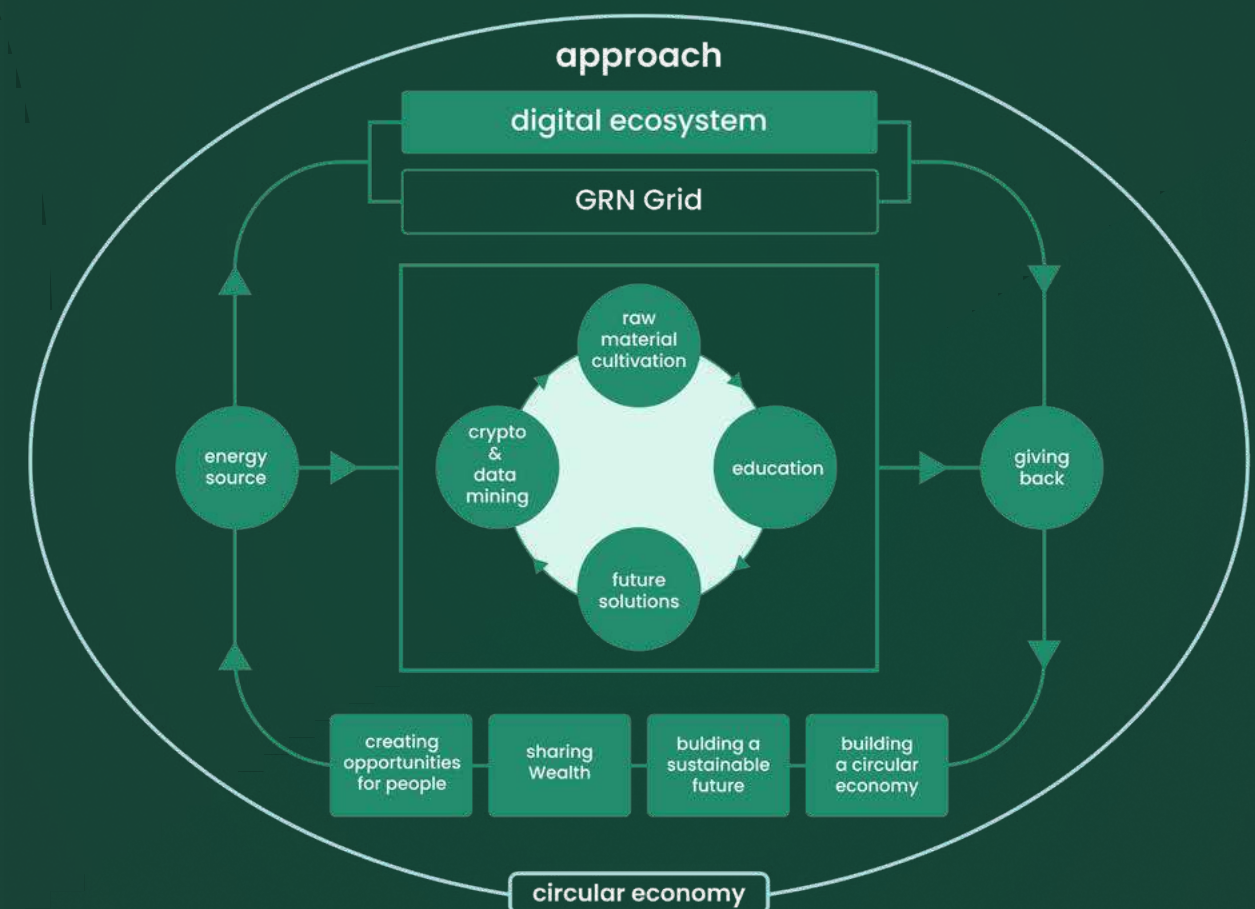 approach
digital ecosystem
GRN Grid
raw
material
cultivation
energy
source
crypto
&
data
mining
education
giving
back
future
solutions
creating
opportunities
for people
sharing
Wealth
bulding a
sustainable
future
building
a circular
economy
circular economy